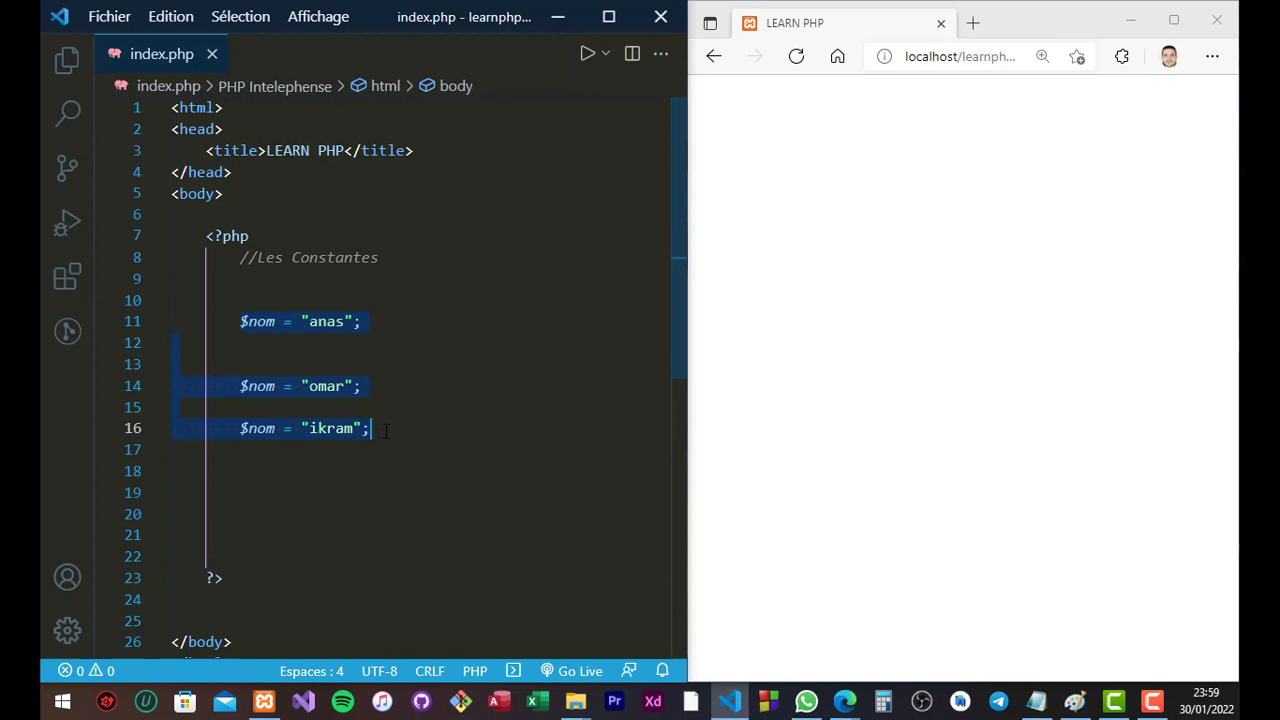 Fichier Edition Sélection Affichage index.php - learnphp...
index.php
index.php PHP Intelephense html body
1 <html>
2 <head>
3 <title>LEARN PHP</title>
4 </head>
5 <body>
6
7 <?php
8 //Les Constantes
9
10
11 $nom = "anas";
12
13
14 $nom = "omar";
15
16 $nom = "ikram";
17
18
19
20
21
22
23 ?>
24
25
26 </body>
0 0 Espaces : 4 UTF-8 CRLF PHP Go Live
LEARN PHP
localhost/learnph...
Pr Xd
23:59
30/01/2022